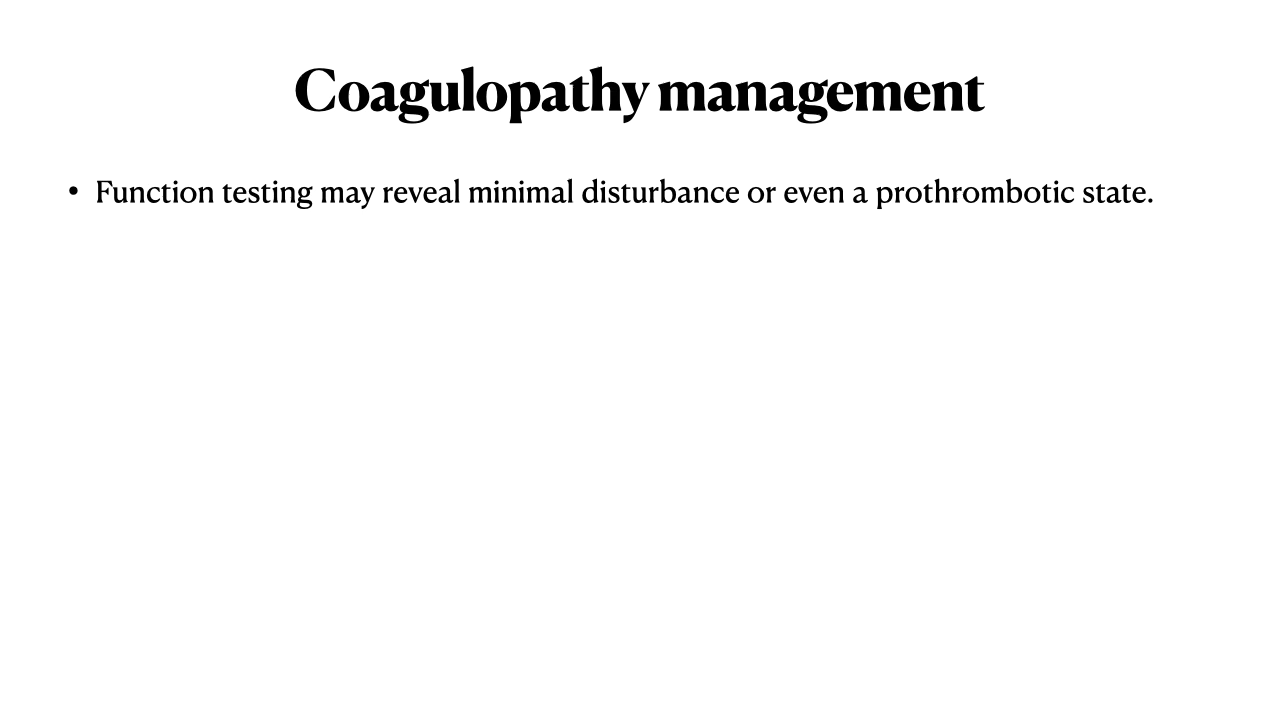 Coagulopathy management
• Function testing may reveal minimal disturbance or even a prothrombotic state.